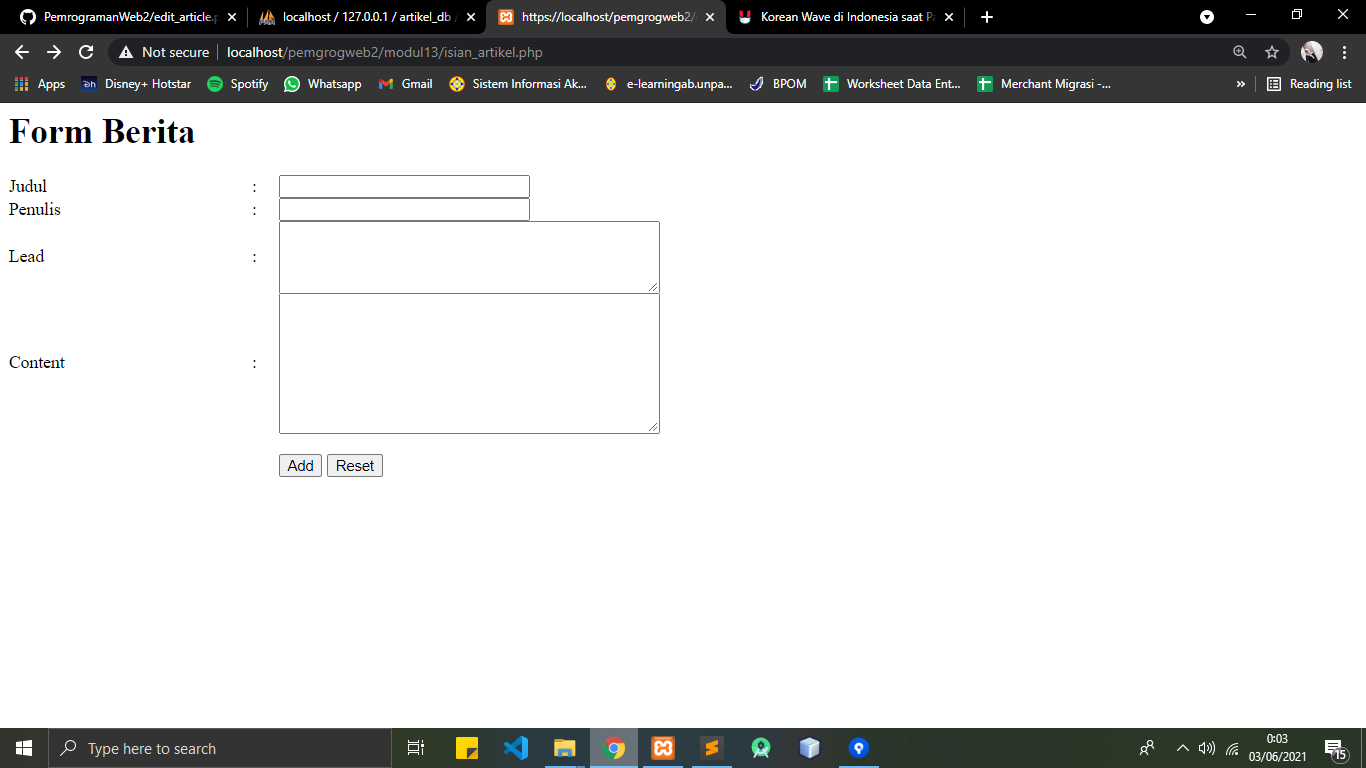 PemrogramanWeb2/edit_article.p
localhost / 127.0.0.1 / artikel_db /
https://localhost/pemgrogweb2/
Korean Wave di Indonesia saat Pa
Not secure
localhost/pemgrogweb2/modul13/isian_artikel.php
Apps
Disney+ Hotstar
Spotify
Whatsapp
Gmail
Sistem Informasi Ak...
e-learningab.unpa...
BPOM
Worksheet Data Ent...
Merchant Migrasi -...
»
Reading list
Form Berita
Judul :
Penulis :
Lead :
Content :
Add Reset
Type here to search
0:03
03/06/2021
15